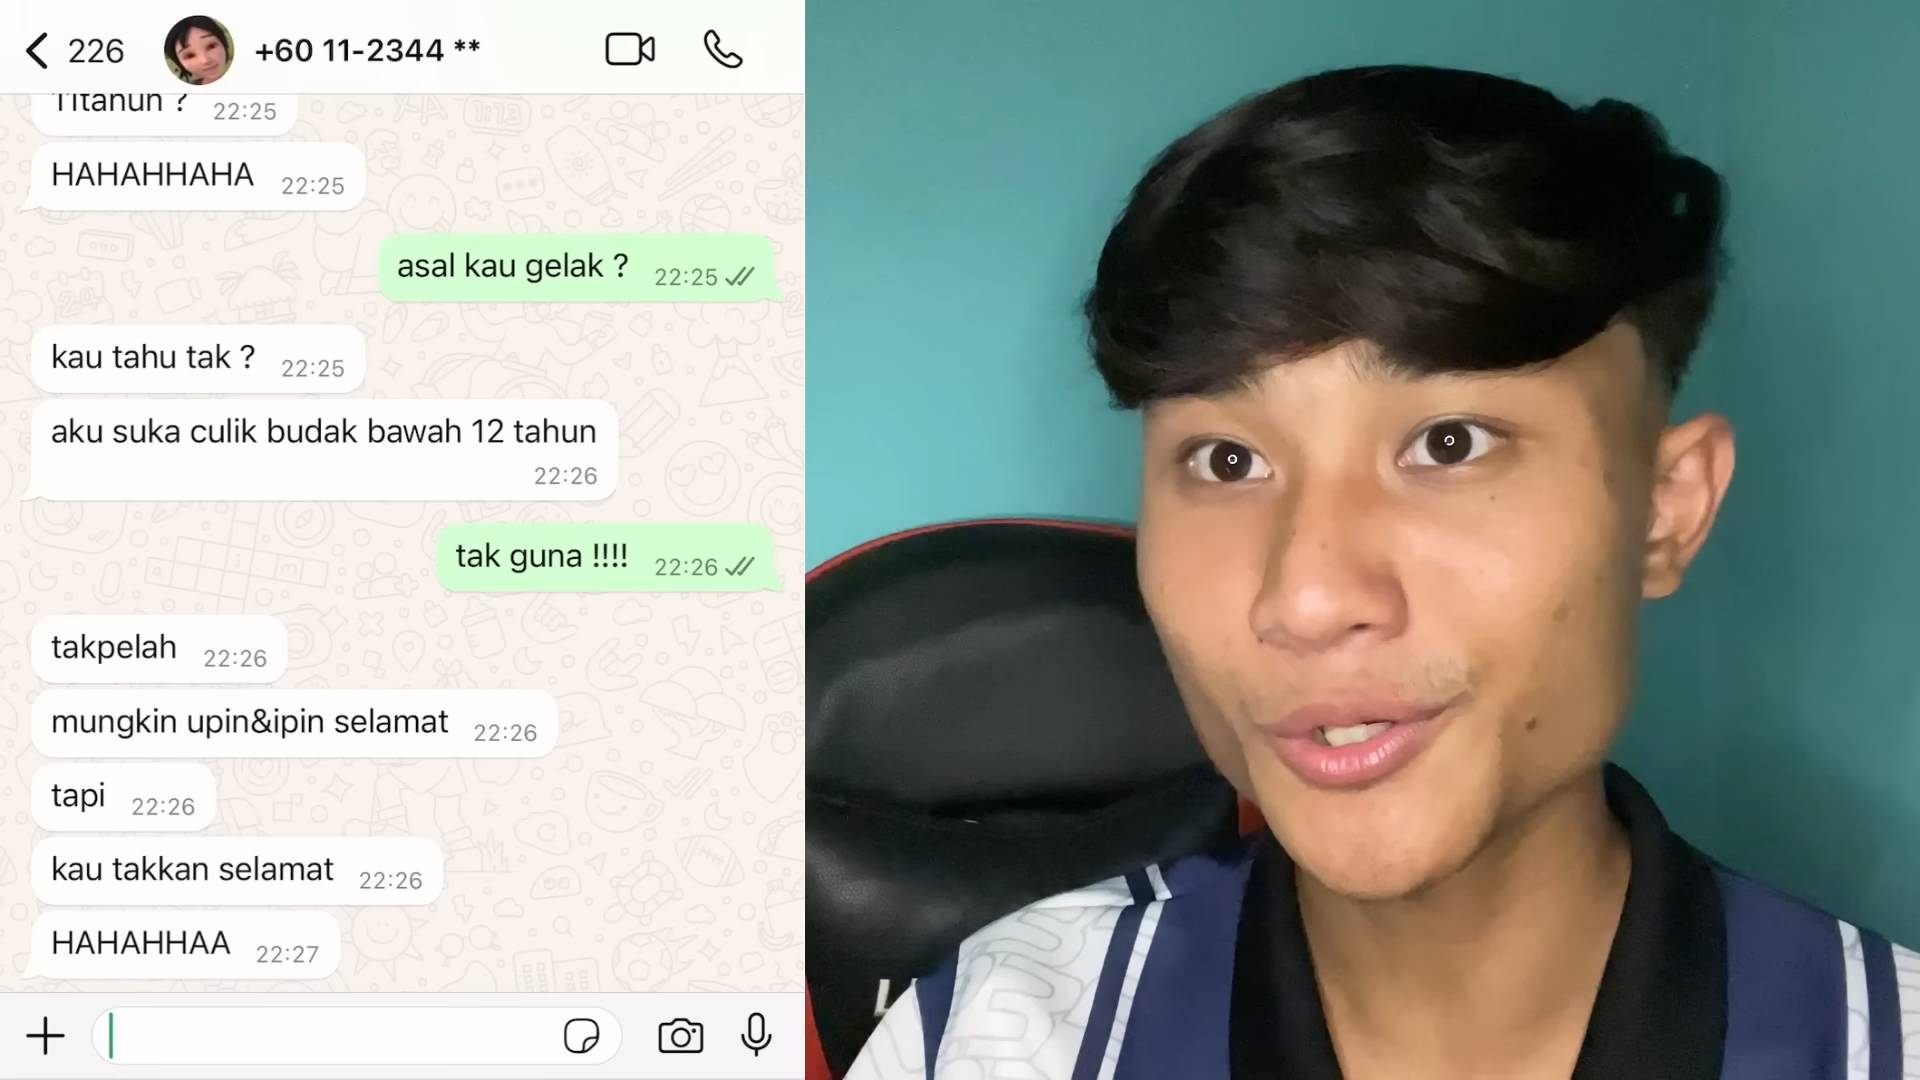 226
+60 11-2344 **
11tahun ? 22:25
HAHAHHAHA 22:25
asal kau gelak ? 22:25
kau tahu tak ? 22:25
aku suka culik budak bawah 12 tahun
22:26
tak guna !!!! 22:26
takpelah 22:26
mungkin upin&ipin selamat 22:26
tapi 22:26
kau takkan selamat 22:26
HAHAHHAA 22:27